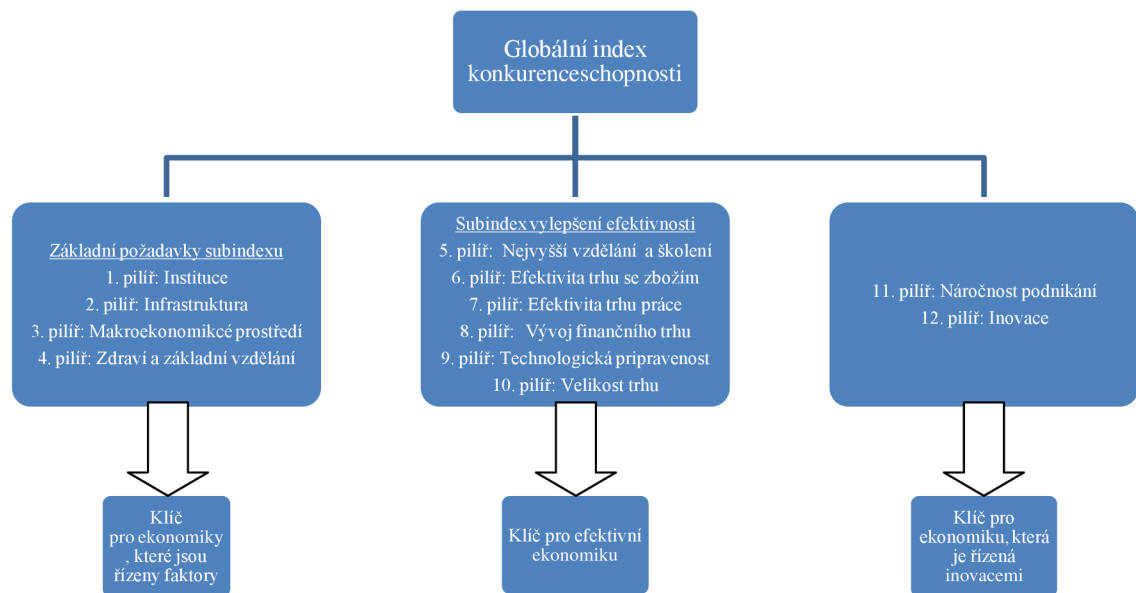 Globální index
konkurenceschopnosti
Základní požadavky subindexu
1. pilíř: Instituce
2. pilíř: Infrastruktura
3. pilíř: Makroekonomikcé prostředí
4. pilíř: Zdraví a základní vzdělání
Subindex vylepšení efektivnosti
5. pilíř: Nejvyšší vzdělání a školení
6. pilíř: Efektivita trhu se zbožím
7. pilíř: Efektivita trhu práce
8. pilíř: Vývoj finančního trhu
9. pilíř: Technologická pripravenost
10. pilíř: Velikost trhu
11. pilíř: Náročnost podnikání
12. pilíř: Inovace
Klíč
pro ekonomiky
, které jsou
řízeny faktory
Klíč pro efektivní
ekonomiku
Klíč pro
ekonomiku, která
je řízená
inovacemi